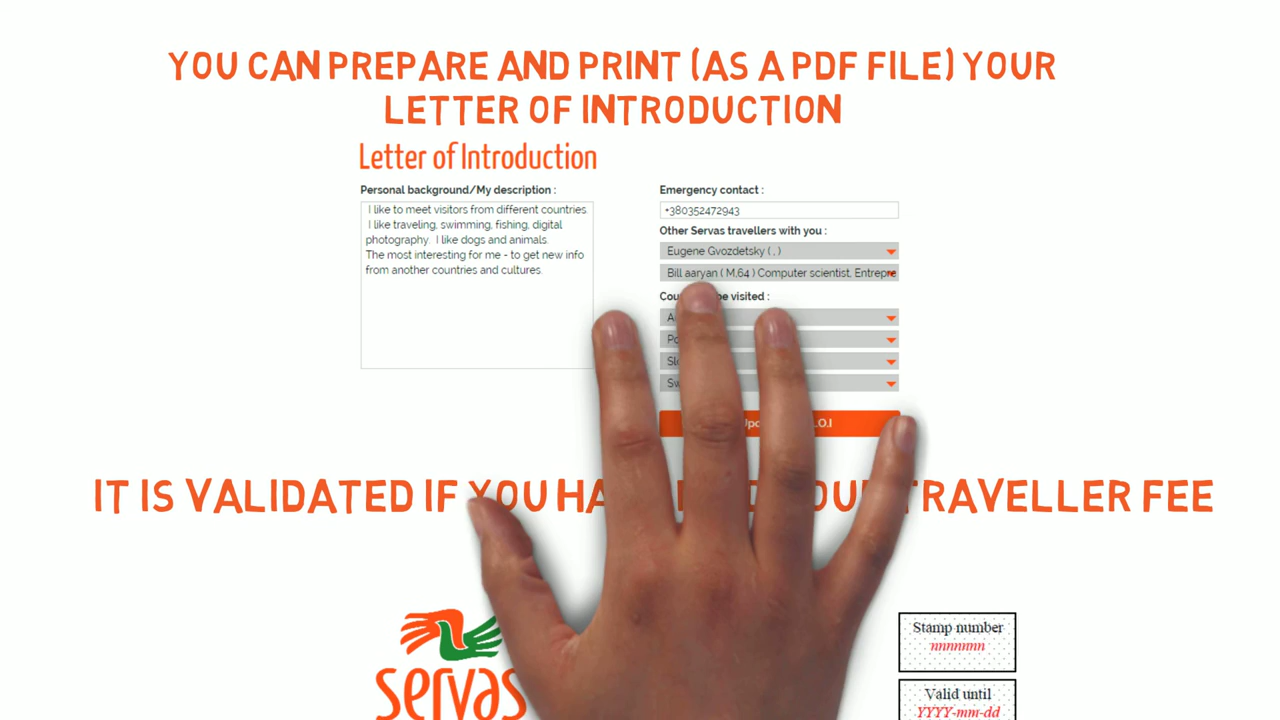 YOU CAN PREPARE AND PRINT (AS A PDF FILE) YOUR
LETTER OF INTRODUCTION
Letter of Introduction
Personal background/My description :
I like to meet visitors from different countries.
I like traveling, swimming, fishing, digital
photography. I like dogs and animals.
The most interesting for me - to get new info
from another countries and cultures.
Emergency contact :
+380352472943
Other Servas travellers with you :
Eugene Gvozdetsky ( , )
Bill aaryan ( M,64 ) Computer scientist, Entrepre
be visited :
IT IS VALIDATED IF YOU TRAVELLER FEE
servas
Stamp number
nnnnnnn
Valid until
YYYY-mm-dd